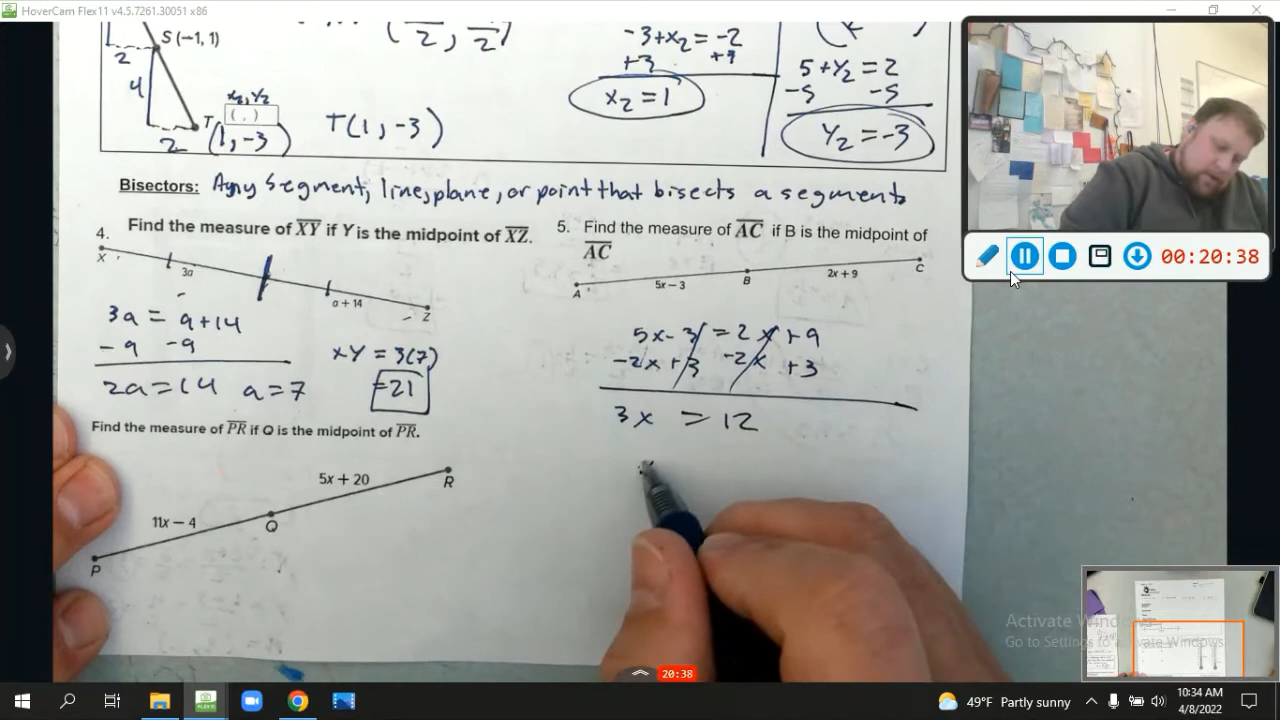 HoverCam Flex11 v4.5.7261.30051 x86
S (−1, 1)
2
4
2
x₂, y₂
( , )
T
(1, -3)
T(1, -3)
2 , 2
-3+x₂ = -2
+3 +3
x₂ = 1
5 + y₂ = 2
-5 -5
y₂ = -3
Bisectors: Any segment, line, plane, or point that bisects a segment
4. Find the measure of XY if Y is the midpoint of XZ.
X
3a
a + 14
Z
3a = a+14
-a -a
2a=14 a=7
XY = 3(7)
=21
5. Find the measure of AC if B is the midpoint of
AC
A
5x − 3
B
2x + 9
C
5x - 3 = 2x + 9
-2x +3 -2x +3
3x = 12
Find the measure of PR if Q is the midpoint of PR.
P
11x − 4
Q
5x + 20
R
00:20:38
Activate Windows
Go to Settings to activate Windows.
20:38
49°F Partly sunny
10:34 AM
4/8/2022